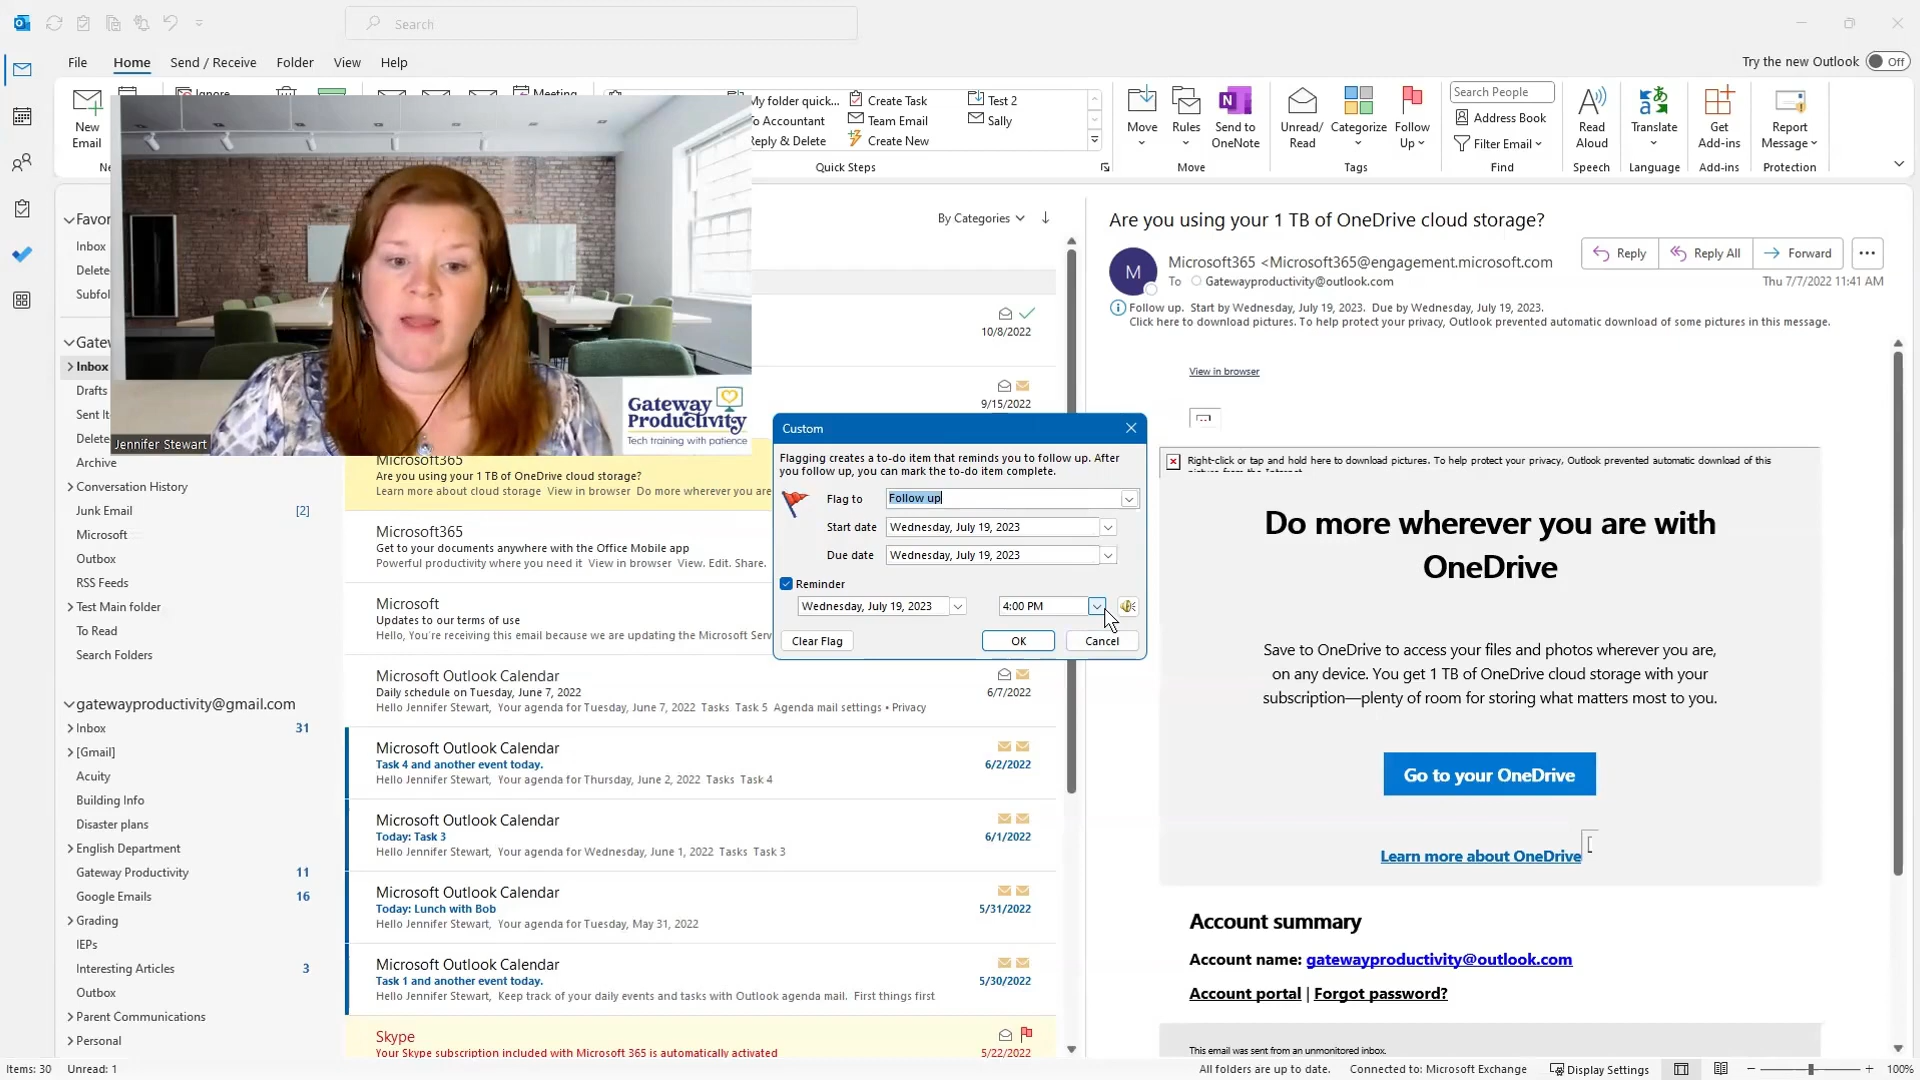 Search
File Home Send / Receive Folder View Help
Try the new Outlook Off
New
Email
Ignore
Meeting
My folder quick...
To Accountant
Reply & Delete
Create Task
Team Email
Create New
Test 2
Sally
Quick Steps
Move
Rules
Send to
OneNote
Move
Unread/
Read
Categorize
Follow
Up
Tags
Search People
Address Book
Filter Email
Find
Read
Aloud
Speech
Translate
Language
Get
Add-ins
Add-ins
Report
Message
Protection
Inbox
Inbox
Drafts
Archive
Conversation History
Junk Email [2]
Microsoft
Outbox
RSS Feeds
Test Main folder
To Read
Search Folders
gatewayproductivity@gmail.com
Inbox 31
[Gmail]
Acuity
Building Info
Disaster plans
English Department
Gateway Productivity 11
Google Emails 16
Grading
IEPs
Interesting Articles 3
Outbox
Parent Communications
Personal
Jennifer Stewart
Gateway
Productivity
Tech training with patience
By Categories
10/8/2022
9/15/2022
Microsoft365
Are you using your 1 TB of OneDrive cloud storage?
Learn more about cloud storage View in browser Do more wherever you are
Microsoft365
Get to your documents anywhere with the Office Mobile app
Powerful productivity where you need it View in browser View. Edit. Share.
Microsoft
Updates to our terms of use
Hello, You're receiving this email because we are updating the Microsoft Serv
Microsoft Outlook Calendar
Daily schedule on Tuesday, June 7, 2022 6/7/2022
Hello Jennifer Stewart, Your agenda for Tuesday, June 7, 2022 Tasks Task 5 Agenda mail settings • Privacy
Microsoft Outlook Calendar
Task 4 and another event today. 6/2/2022
Hello Jennifer Stewart, Your agenda for Thursday, June 2, 2022 Tasks Task 4
Microsoft Outlook Calendar
Today: Task 3 6/1/2022
Hello Jennifer Stewart, Your agenda for Wednesday, June 1, 2022 Tasks Task 3
Microsoft Outlook Calendar
Today: Lunch with Bob 5/31/2022
Hello Jennifer Stewart, Your agenda for Tuesday, May 31, 2022
Microsoft Outlook Calendar
Task 1 and another event today. 5/30/2022
Hello Jennifer Stewart, Keep track of your daily events and tasks with Outlook agenda mail. First things first
Skype
Your Skype subscription included with Microsoft 365 is automatically activated 5/22/2022
Custom
Flagging creates a to-do item that reminds you to follow up. After
you follow up, you can mark the to-do item complete.
Flag to Follow up
Start date Wednesday, July 19, 2023
Due date Wednesday, July 19, 2023
Reminder
Wednesday, July 19, 2023 4:00 PM
Clear Flag OK Cancel
Are you using your 1 TB of OneDrive cloud storage?
M
Microsoft365 <Microsoft365@engagement.microsoft.com
To Gatewayproductivity@outlook.com
Reply Reply All Forward
Thu 7/7/2022 11:41 AM
Follow up. Start by Wednesday, July 19, 2023. Due by Wednesday, July 19, 2023.
Click here to download pictures. To help protect your privacy, Outlook prevented automatic download of some pictures in this message.
View in browser
Right-click or tap and hold here to download pictures. To help protect your privacy, Outlook prevented automatic download of this
Do more wherever you are with
OneDrive
Save to OneDrive to access your files and photos wherever you are,
on any device. You get 1 TB of OneDrive cloud storage with your
subscription—plenty of room for storing what matters most to you.
Go to your OneDrive
Learn more about OneDrive
Account summary
Account name: gatewayproductivity@outlook.com
Account portal | Forgot password?
This email was sent from an unmonitored inbox.
Items: 30 Unread: 1
All folders are up to date. Connected to: Microsoft Exchange Display Settings 100%